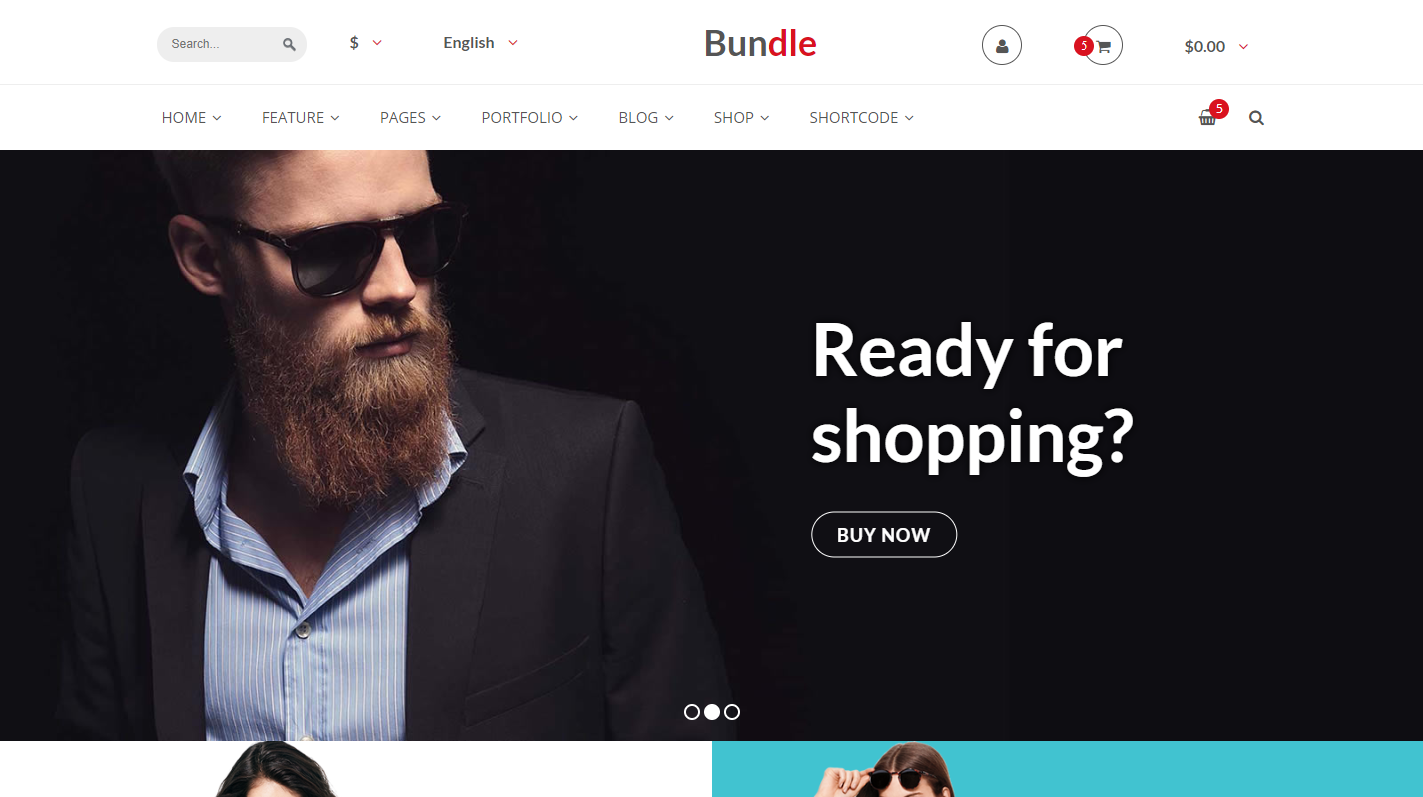 Search...
$
English
Bundle
5
$0.00
HOME
FEATURE
PAGES
PORTFOLIO
BLOG
SHOP
SHORTCODE
5
Ready for
shopping?
BUY NOW